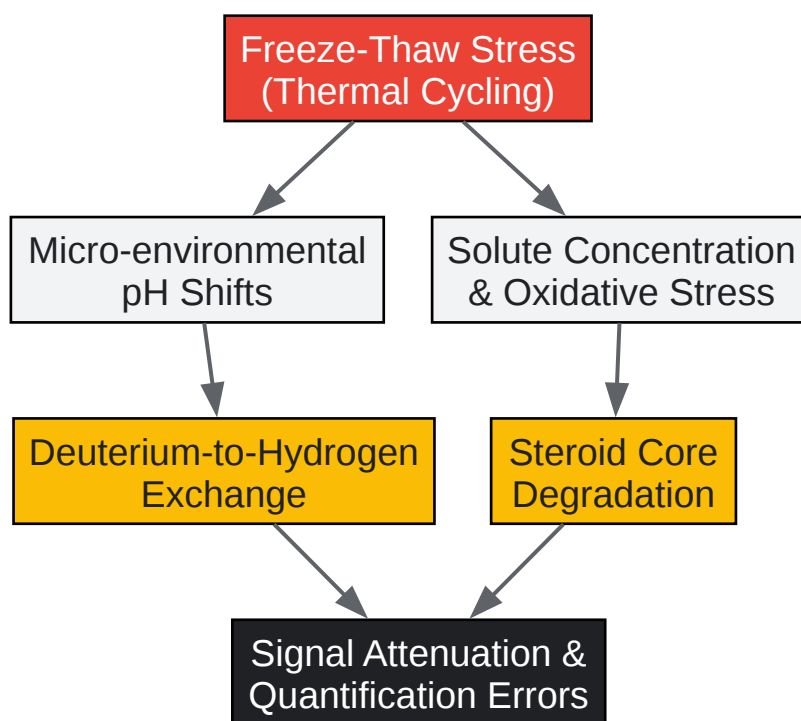 Freeze-Thaw Stress
(Thermal Cycling)
Micro-environmental
pH Shifts
Solute Concentration
& Oxidative Stress
Deuterium-to-Hydrogen
Exchange
Steroid Core
Degradation
Signal Attenuation &
Quantification Errors